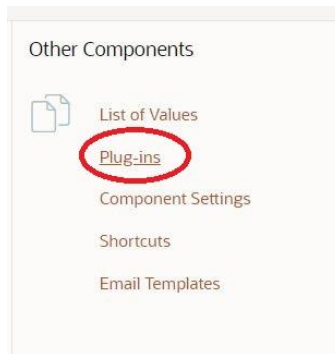 Other Components
List of Values
Plug-ins
Component Settings
Shortcuts
Email Templates